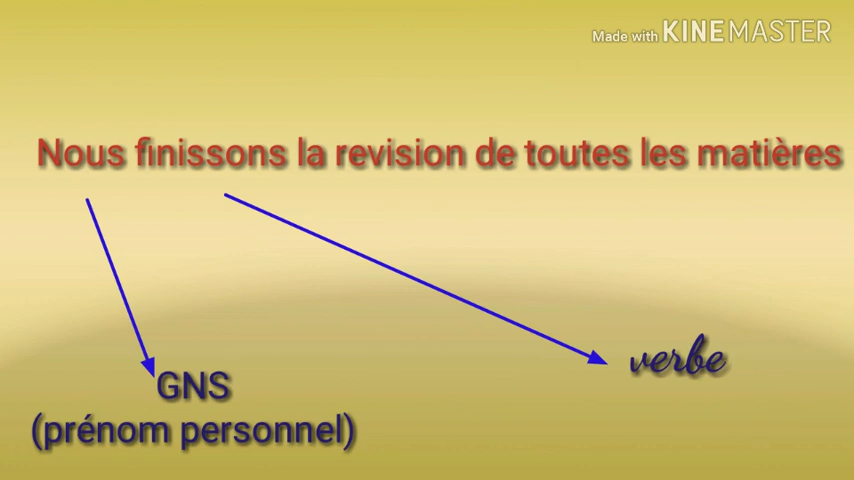 Made with KINEMASTER
Nous finissons la revision de toutes les matières
verbe
GNS
(prénom personnel)